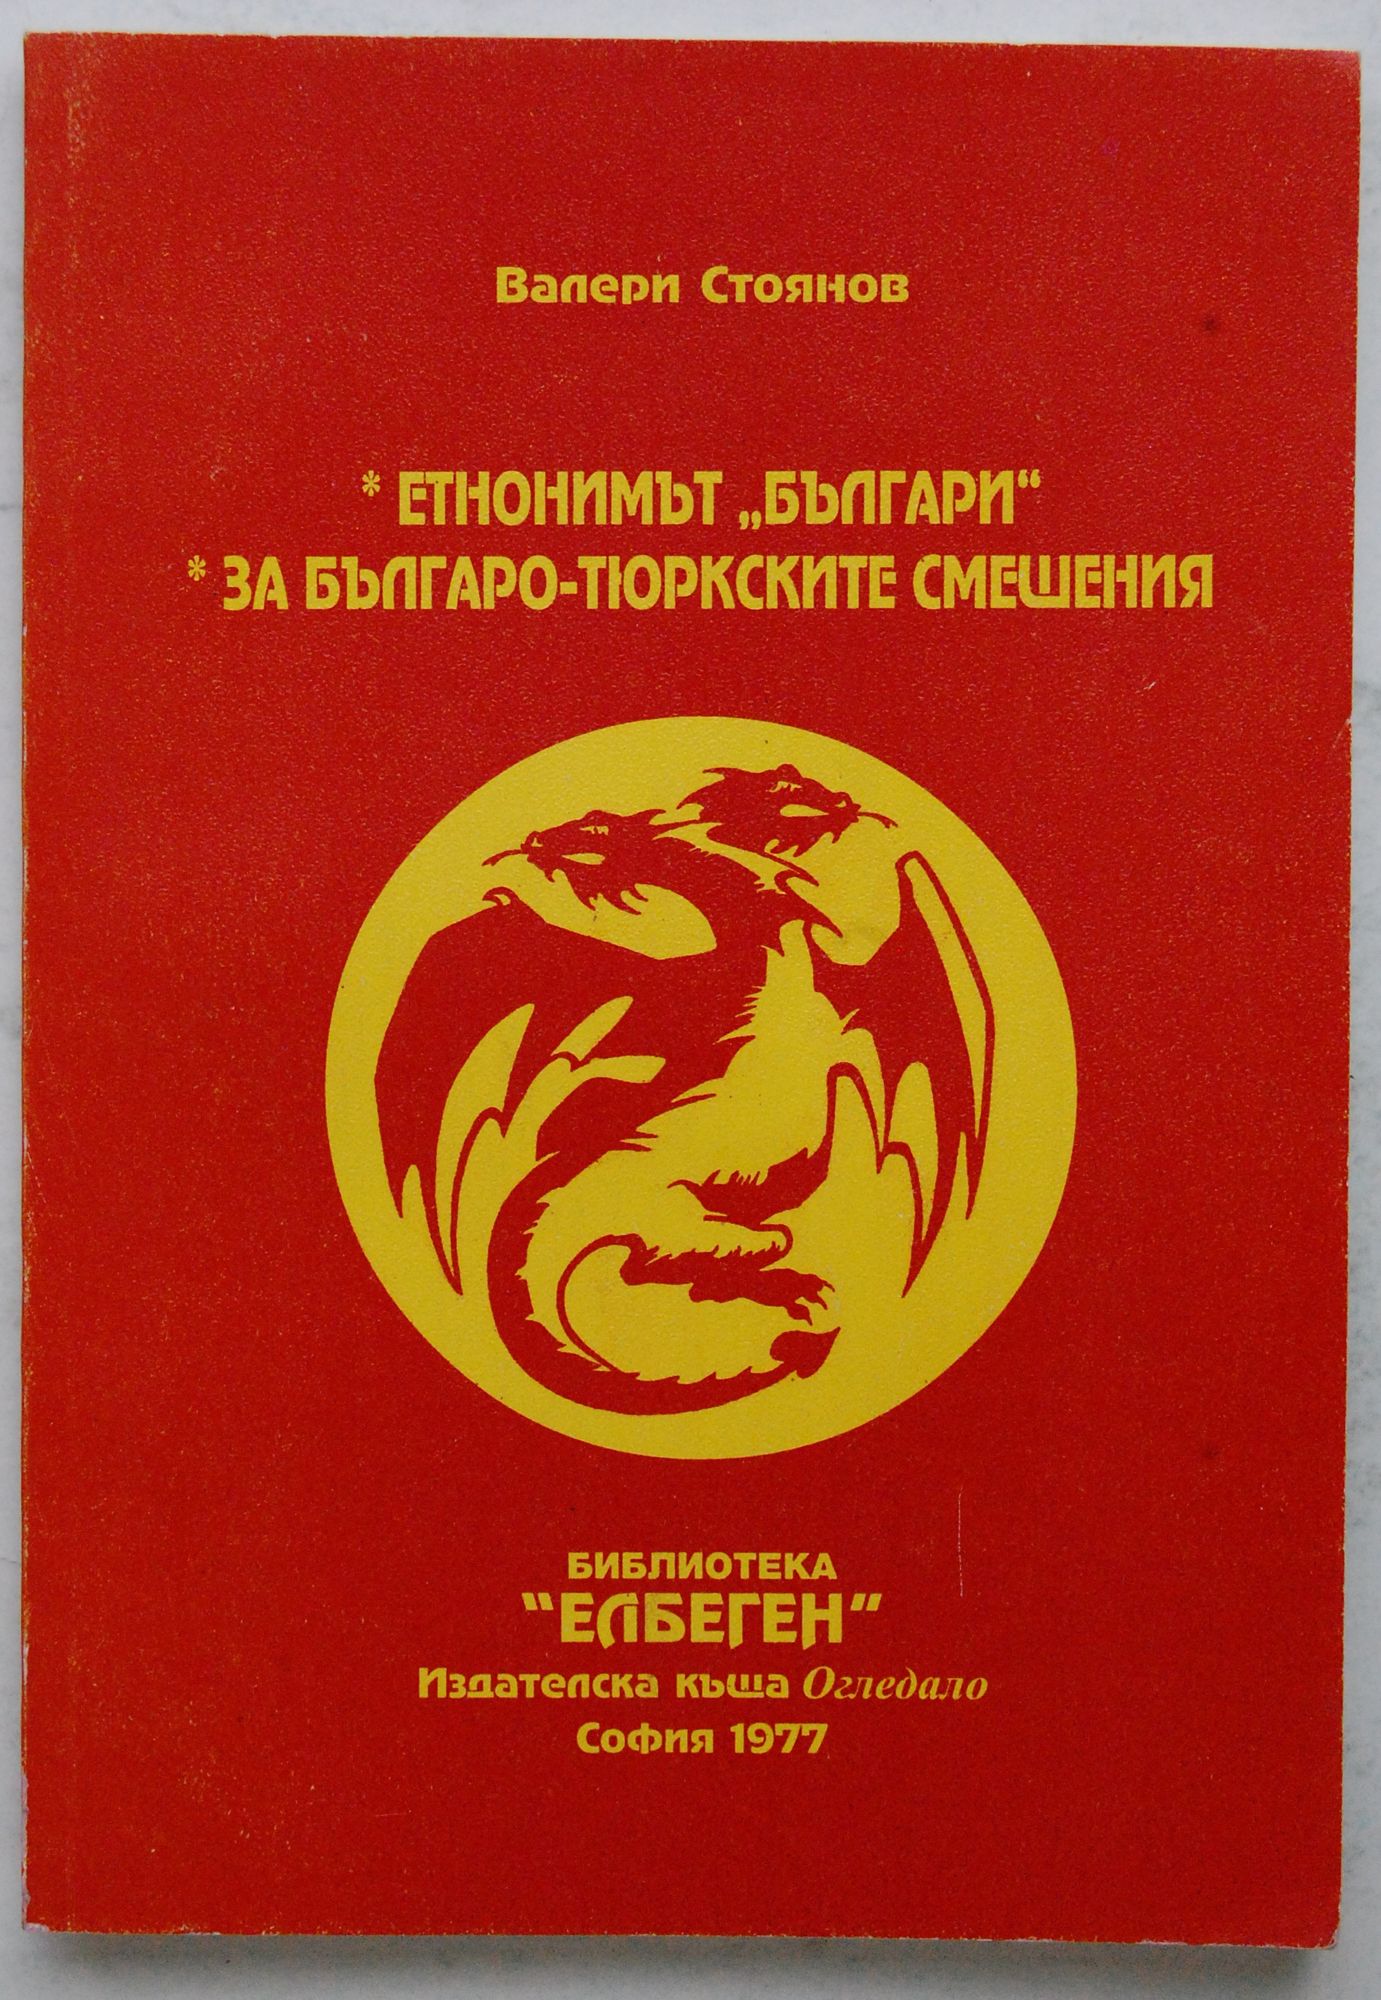 Валери Стоянов
* ЕТНОНИМЪТ „БЪЛГАРИ“
* ЗА БЪЛГАРО-ТЮРКСКИТЕ СМЕШЕНИЯ
БИБЛИОТЕКА
"ЕЛБЕГЕН"
Издателска къща Огледало
София 1977